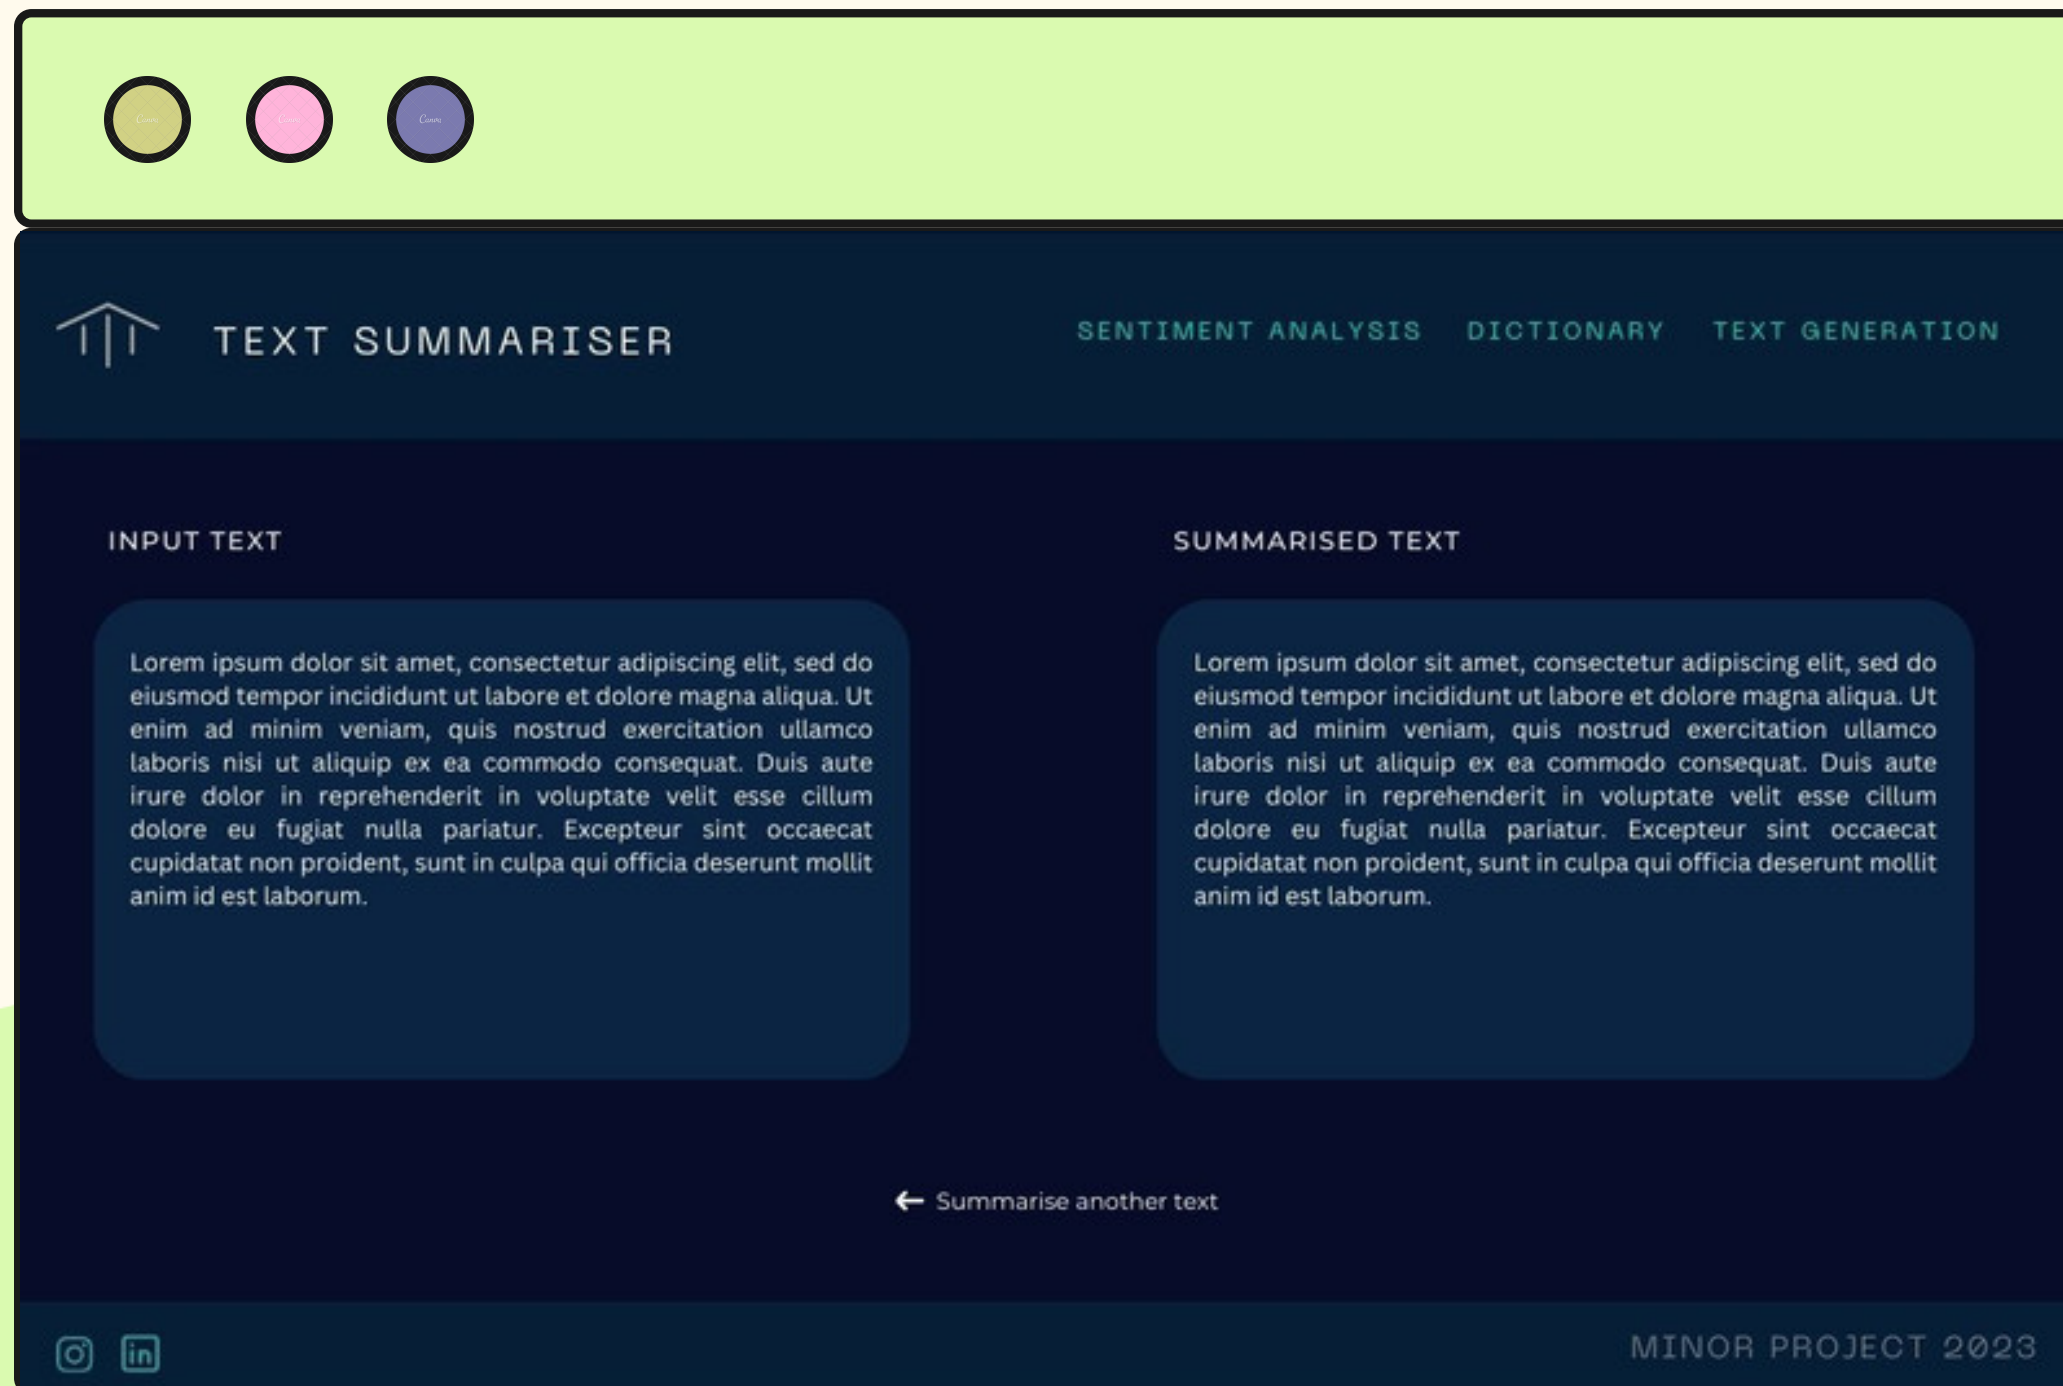 Canva Canva Canva
TEXT SUMMARISER
SENTIMENT ANALYSIS DICTIONARY TEXT GENERATION
INPUT TEXT
Lorem ipsum dolor sit amet, consectetur adipiscing elit, sed do
eiusmod tempor incididunt ut labore et dolore magna aliqua. Ut
enim ad minim veniam, quis nostrud exercitation ullamco
laboris nisi ut aliquip ex ea commodo consequat. Duis aute
irure dolor in reprehenderit in voluptate velit esse cillum
dolore eu fugiat nulla pariatur. Excepteur sint occaecat
cupidatat non proident, sunt in culpa qui officia deserunt mollit
anim id est laborum.
SUMMARISED TEXT
Lorem ipsum dolor sit amet, consectetur adipiscing elit, sed do
eiusmod tempor incididunt ut labore et dolore magna aliqua. Ut
enim ad minim veniam, quis nostrud exercitation ullamco
laboris nisi ut aliquip ex ea commodo consequat. Duis aute
irure dolor in reprehenderit in voluptate velit esse cillum
dolore eu fugiat nulla pariatur. Excepteur sint occaecat
cupidatat non proident, sunt in culpa qui officia deserunt mollit
anim id est laborum.
← Summarise another text
in
MINOR PROJECT 2023